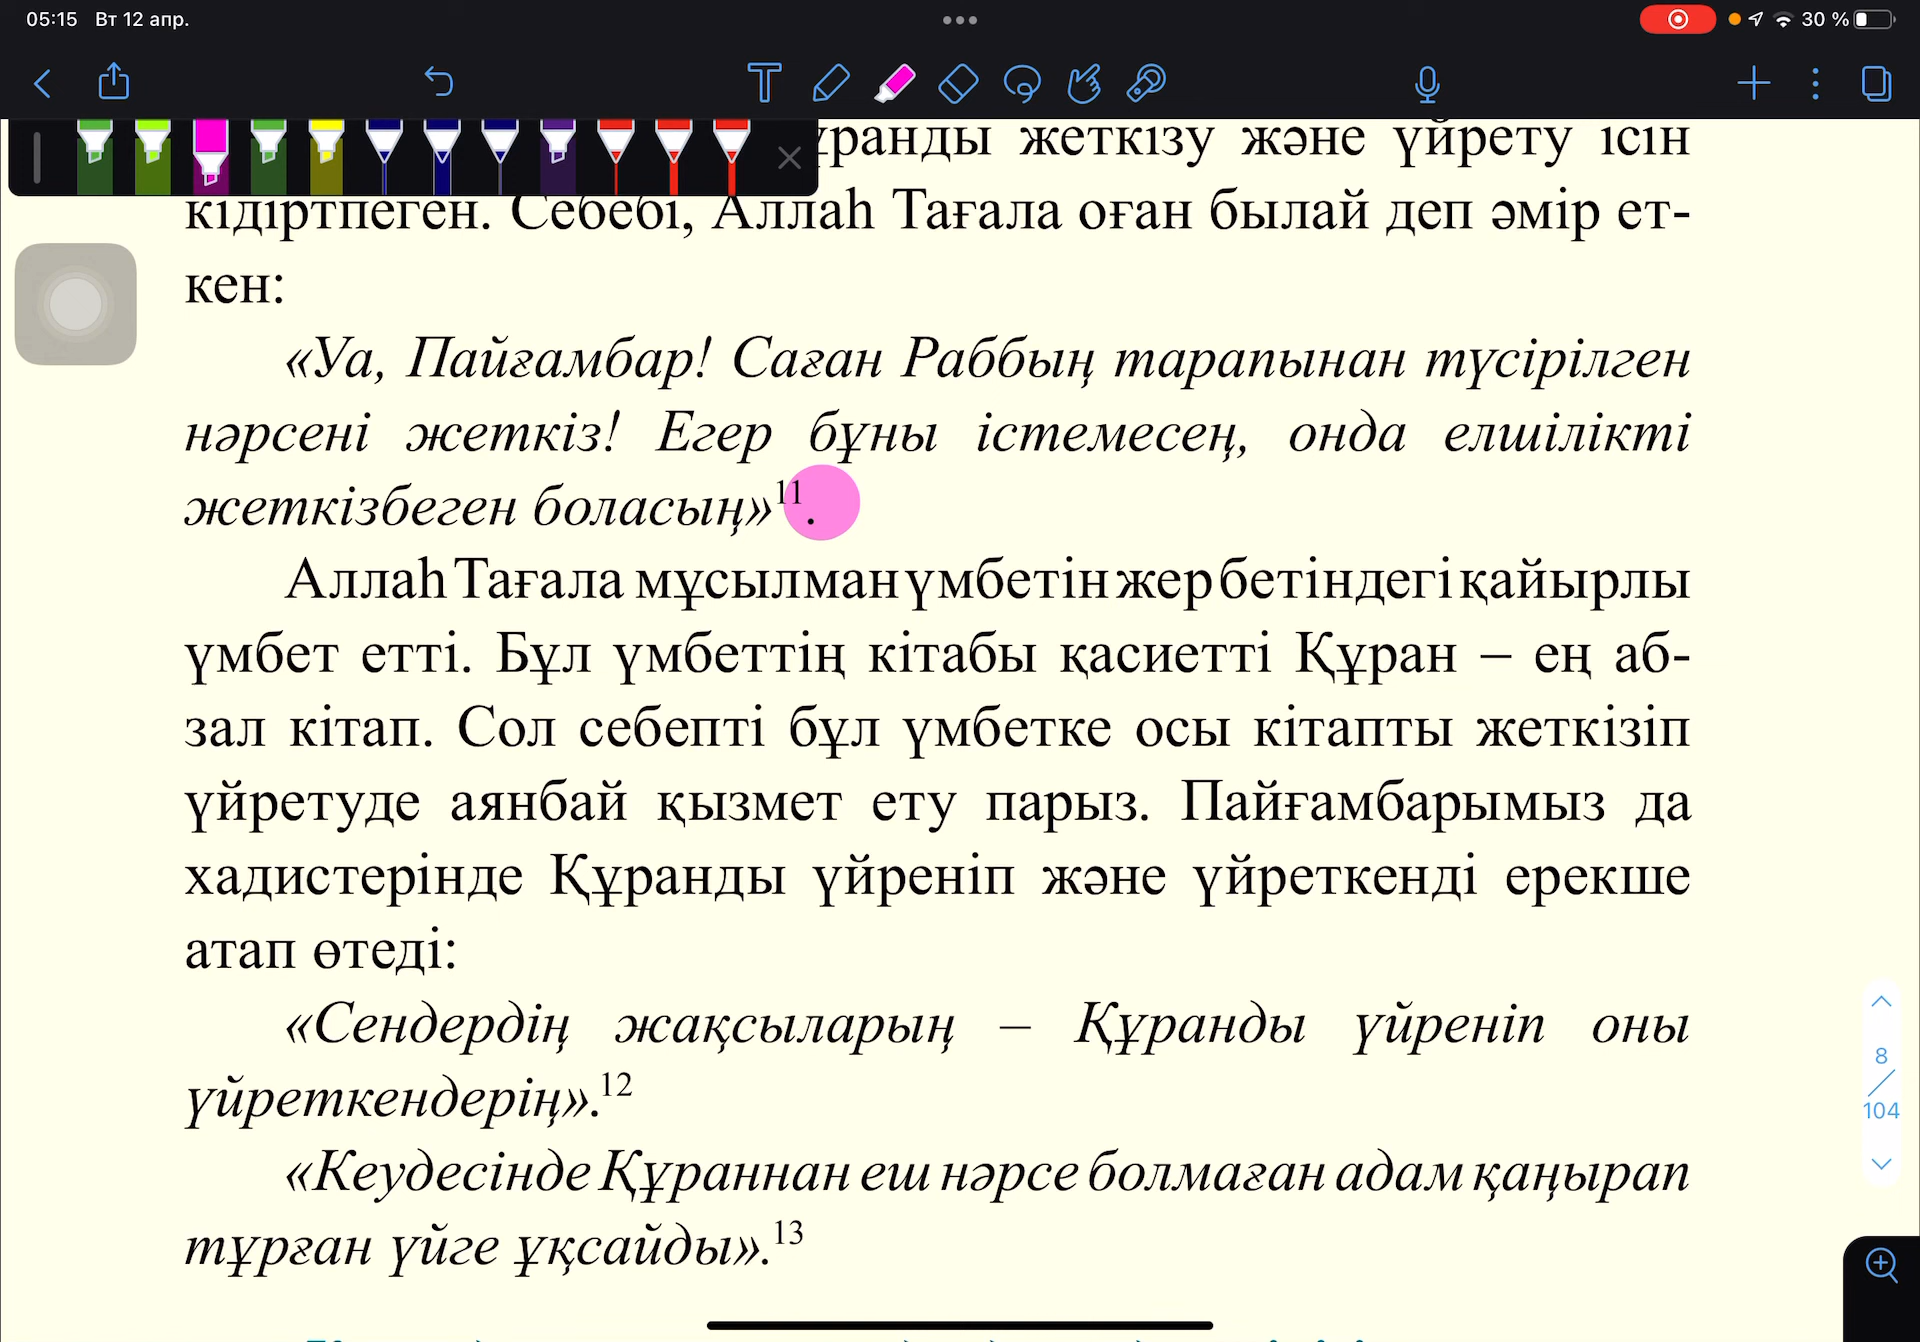 05:15 Вт 12 апр.
30 %
ұранды жеткізу және үйрету ісін
кідіртпеген. Себебі, Аллаһ Тағала оған былай деп әмір ет-
кен:
«Уа, Пайғамбар! Саған Раббың тарапынан түсірілген
нәрсені жеткіз! Егер бұны істемесең, онда елшілікті
жеткізбеген боласың»11.
Аллаһ Тағала мұсылман үмбетін жер бетіндегі қайырлы
үмбет етті. Бұл үмбеттің кітабы қасиетті Құран – ең аб-
зал кітап. Сол себепті бұл үмбетке осы кітапты жеткізіп
үйретуде аянбай қызмет ету парыз. Пайғамбарымыз да
хадистерінде Құранды үйреніп және үйреткенді ерекше
атап өтеді:
«Сендердің жақсыларың – Құранды үйреніп оны
үйреткендерің».12
«Кеудесінде Құраннан еш нәрсе болмаған адам қаңырап
тұрған үйге ұқсайды».13
8
104